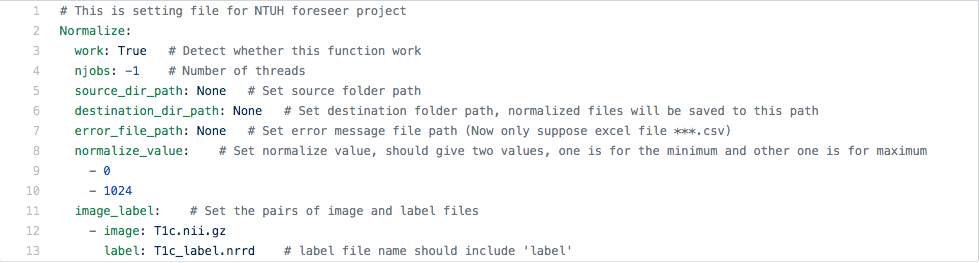 1 # This is setting file for NTUH foreseer project
2 Normalize:
3   work: True   # Detect whether this function work
4   njobs: -1    # Number of threads
5   source_dir_path: None   # Set source folder path
6   destination_dir_path: None   # Set destination folder path, normalized files will be saved to this path
7   error_file_path: None   # Set error message file path (Now only suppose excel file ***.csv)
8   normalize_value:    # Set normalize value, should give two values, one is for the minimum and other one is for maximum
9     - 0
10     - 1024
11   image_label:    # Set the pairs of image and label files
12     - image: T1c.nii.gz
13       label: T1c_label.nrrd    # label file name should include 'label'